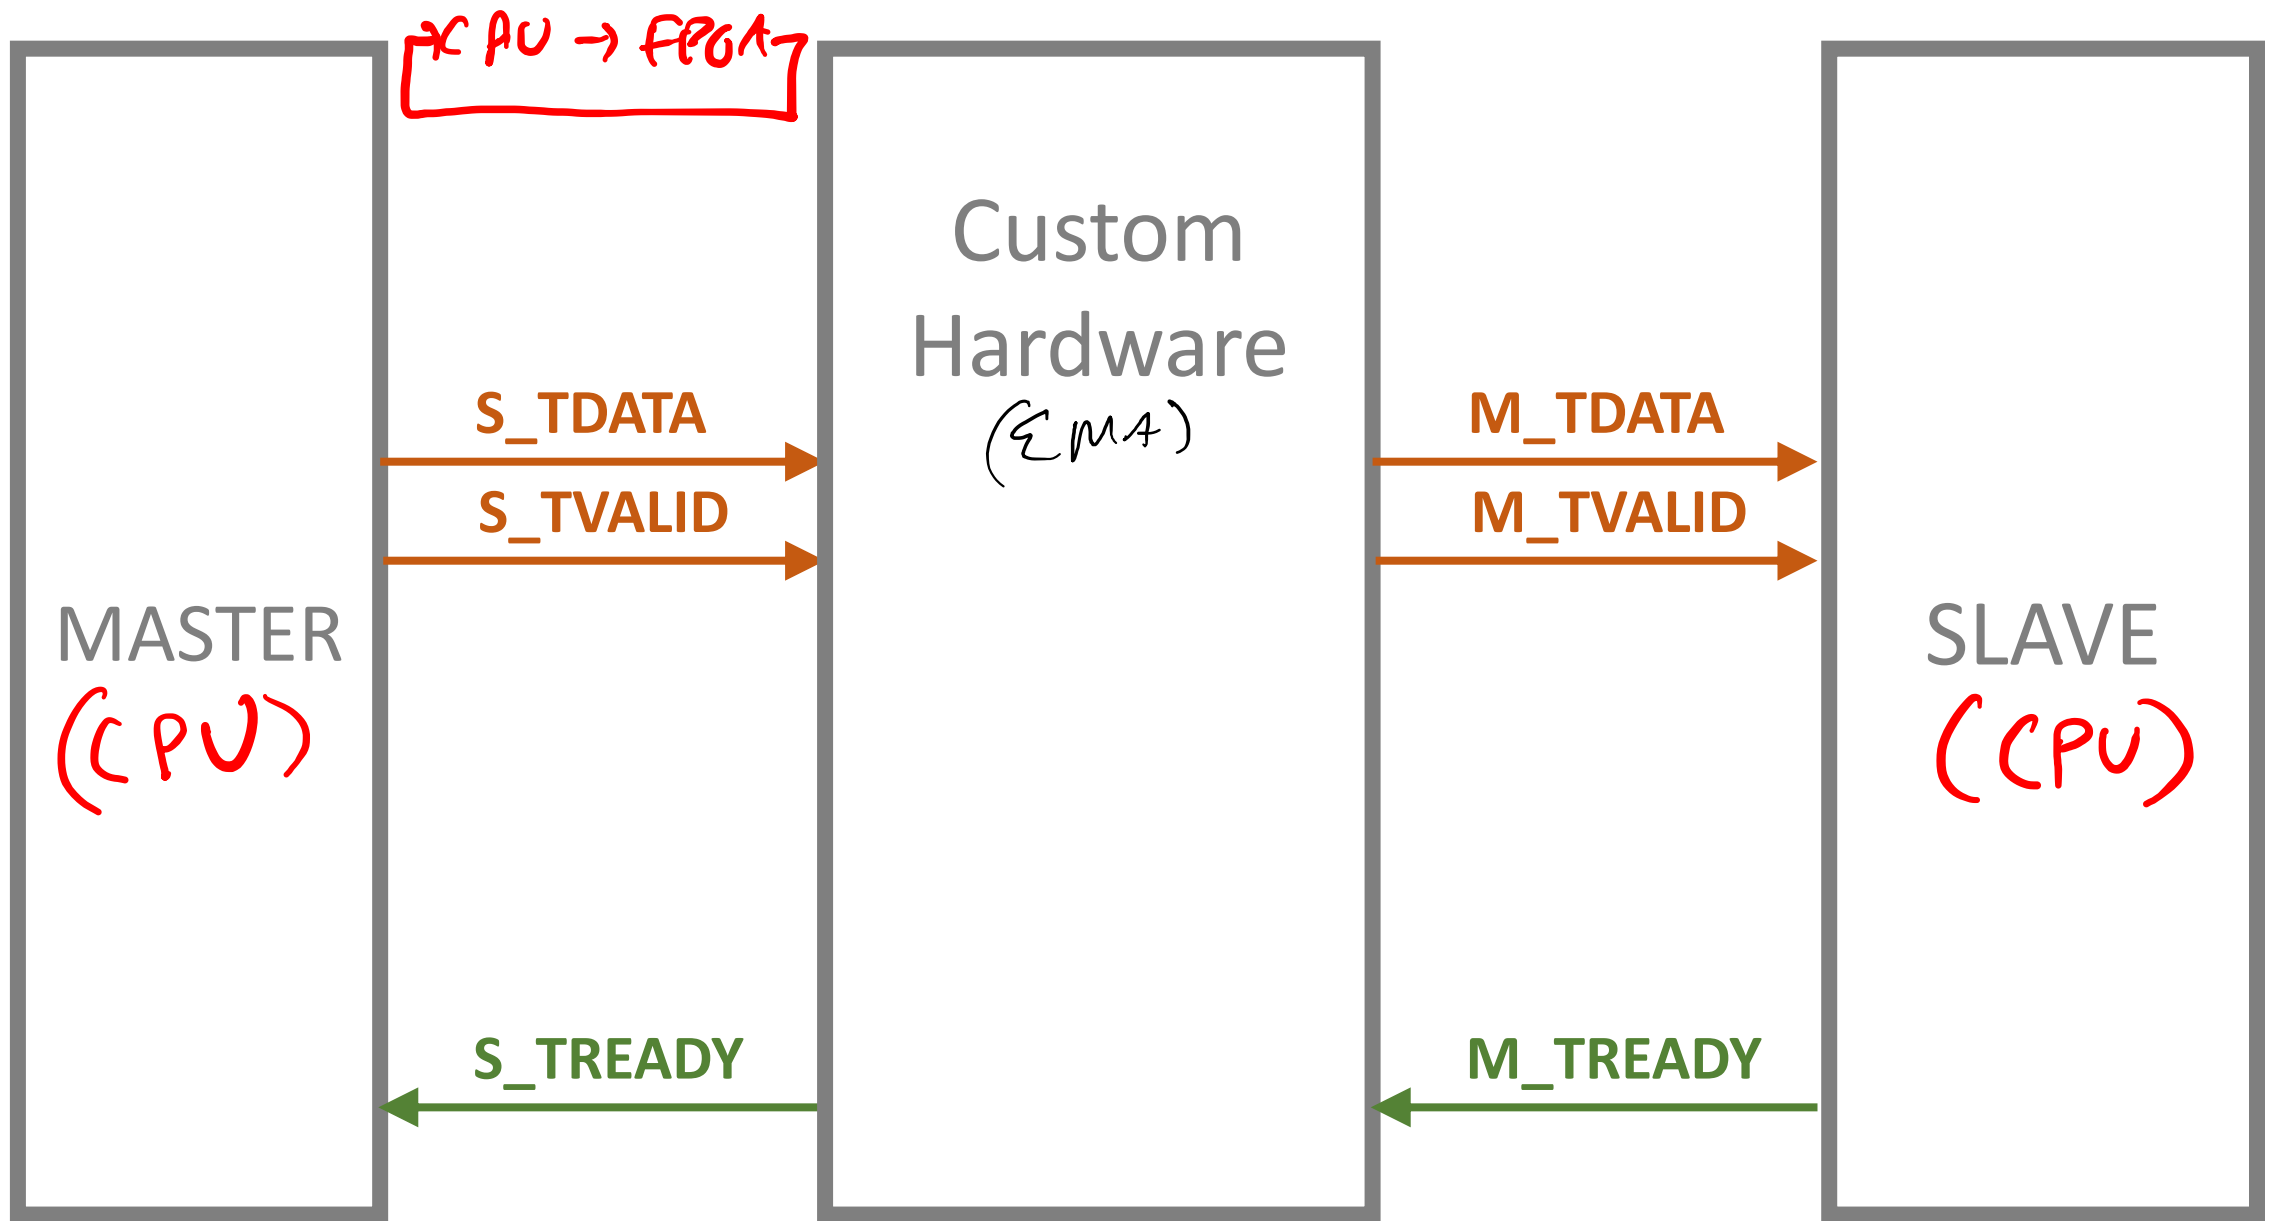 CPU → FPGA
Custom
Hardware
(EMA)
S_TDATA
M_TDATA
S_TVALID
M_TVALID
MASTER
SLAVE
(CPU)
(CPU)
S_TREADY
M_TREADY